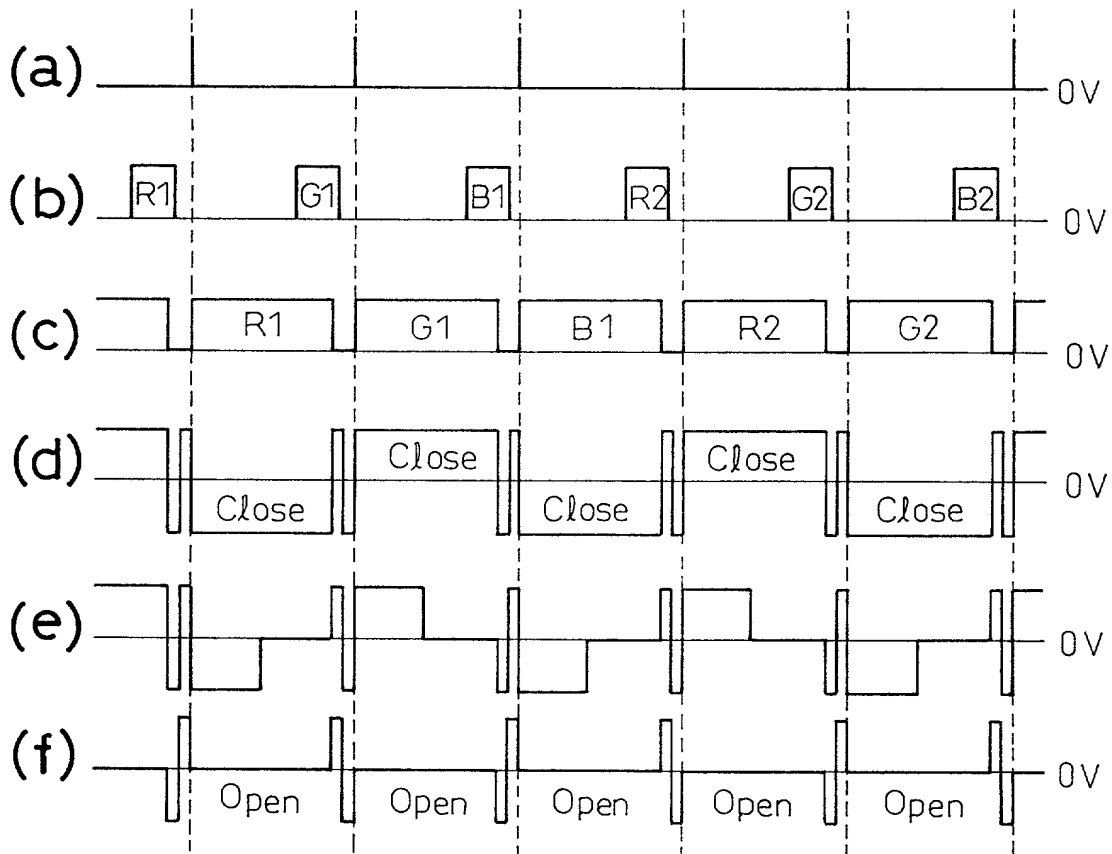 (a) 0V
(b) R1 G1 B1 R2 G2 B2 0V
(c) R1 G1 B1 R2 G2 0V
(d) Close Close Close Close Close 0V
(e) 0V
(f) Open Open Open Open Open 0V